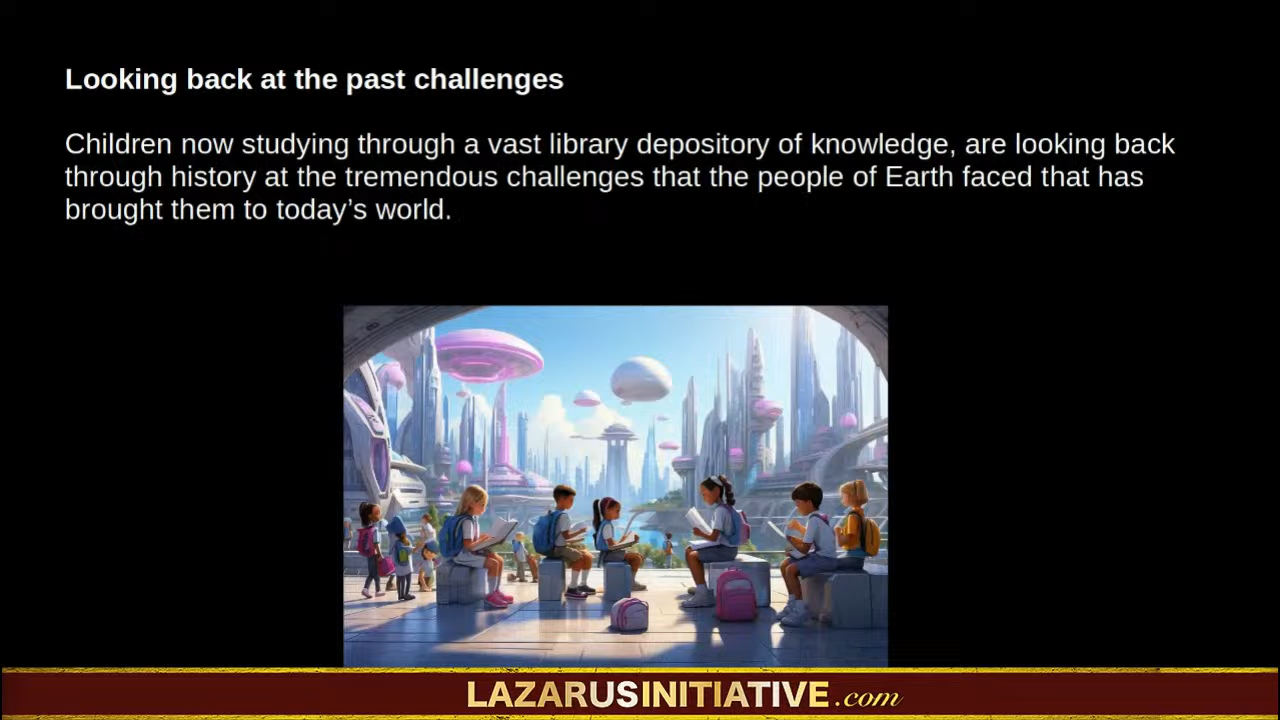 Looking back at the past challenges
Children now studying through a vast library depository of knowledge, are looking back
through history at the tremendous challenges that the people of Earth faced that has
brought them to today’s world.
LAZARUSINITIATIVE.com